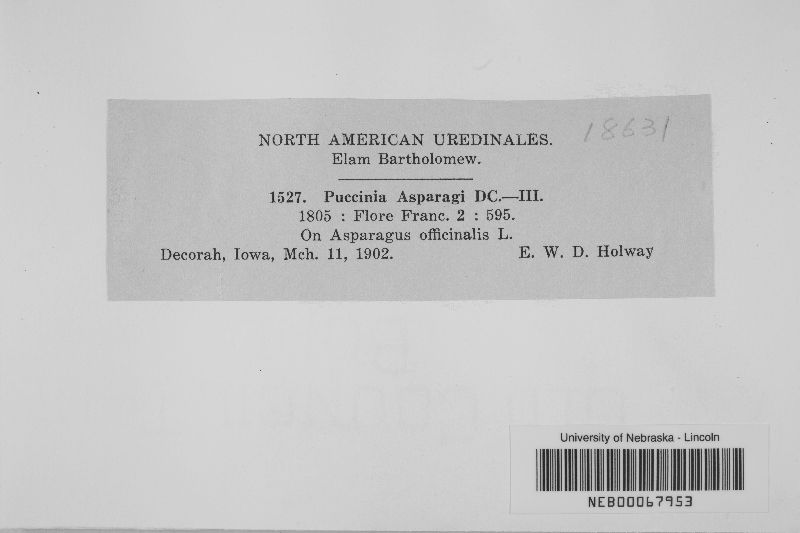 18631
NORTH AMERICAN UREDINALES.
Elam Bartholomew.
1527. Puccinia Asparagi DC.—III.
1805 : Flore Franc. 2 : 595.
On Asparagus officinalis L.
Decorah, Iowa, Mch. 11, 1902. E. W. D. Holway
University of Nebraska - Lincoln
NEB00067953